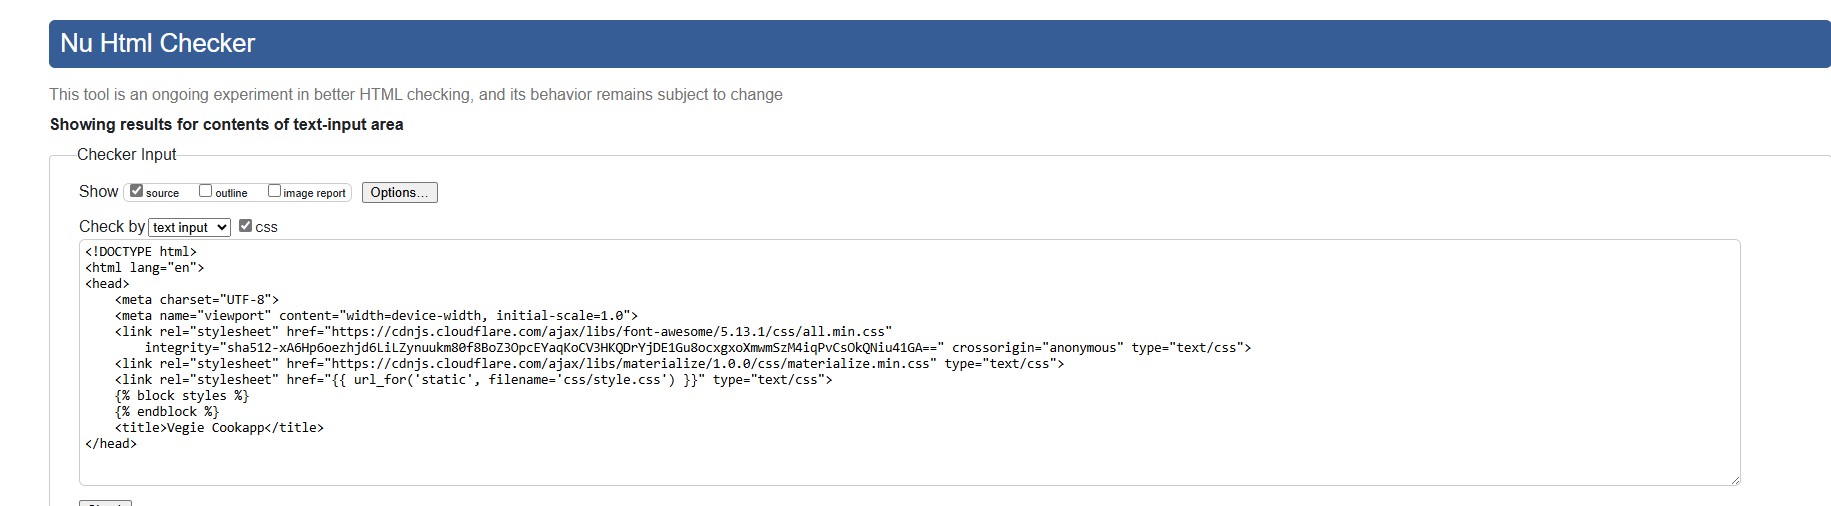 Nu Html Checker
This tool is an ongoing experiment in better HTML checking, and its behavior remains subject to change
Showing results for contents of text-input area
Checker Input
Show source outline image report Options...
Check by text input css
<!DOCTYPE html>
<html lang="en">
<head>
    <meta charset="UTF-8">
    <meta name="viewport" content="width=device-width, initial-scale=1.0">
    <link rel="stylesheet" href="https://cdnjs.cloudflare.com/ajax/libs/font-awesome/5.13.1/css/all.min.css"
        integrity="sha512-xA6Hp6oezhjd6LiLZynuukm80f8BoZ3OpcEYaqKoCV3HKQDrYjDE1Gu8ocxgxoXmwmSzM4iqPvCsOkQNiu41GA==" crossorigin="anonymous" type="text/css">
    <link rel="stylesheet" href="https://cdnjs.cloudflare.com/ajax/libs/materialize/1.0.0/css/materialize.min.css" type="text/css">
    <link rel="stylesheet" href="{{ url_for('static', filename='css/style.css') }}" type="text/css">
    {% block styles %}
    {% endblock %}
    <title>Vegie Cookapp</title>
</head>